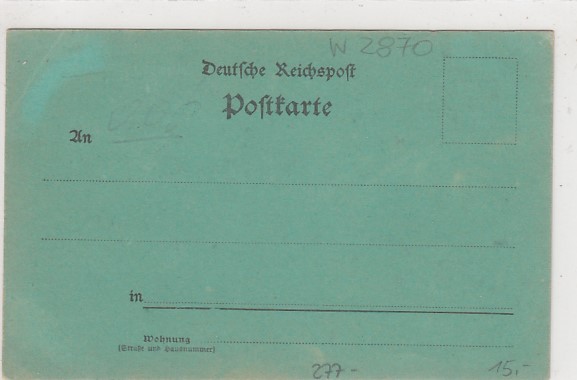 W 2870
Deutsche Reichspost
Postkarte
An
in
Wohnung
(Straße und Hausnummer)
277- 15,-